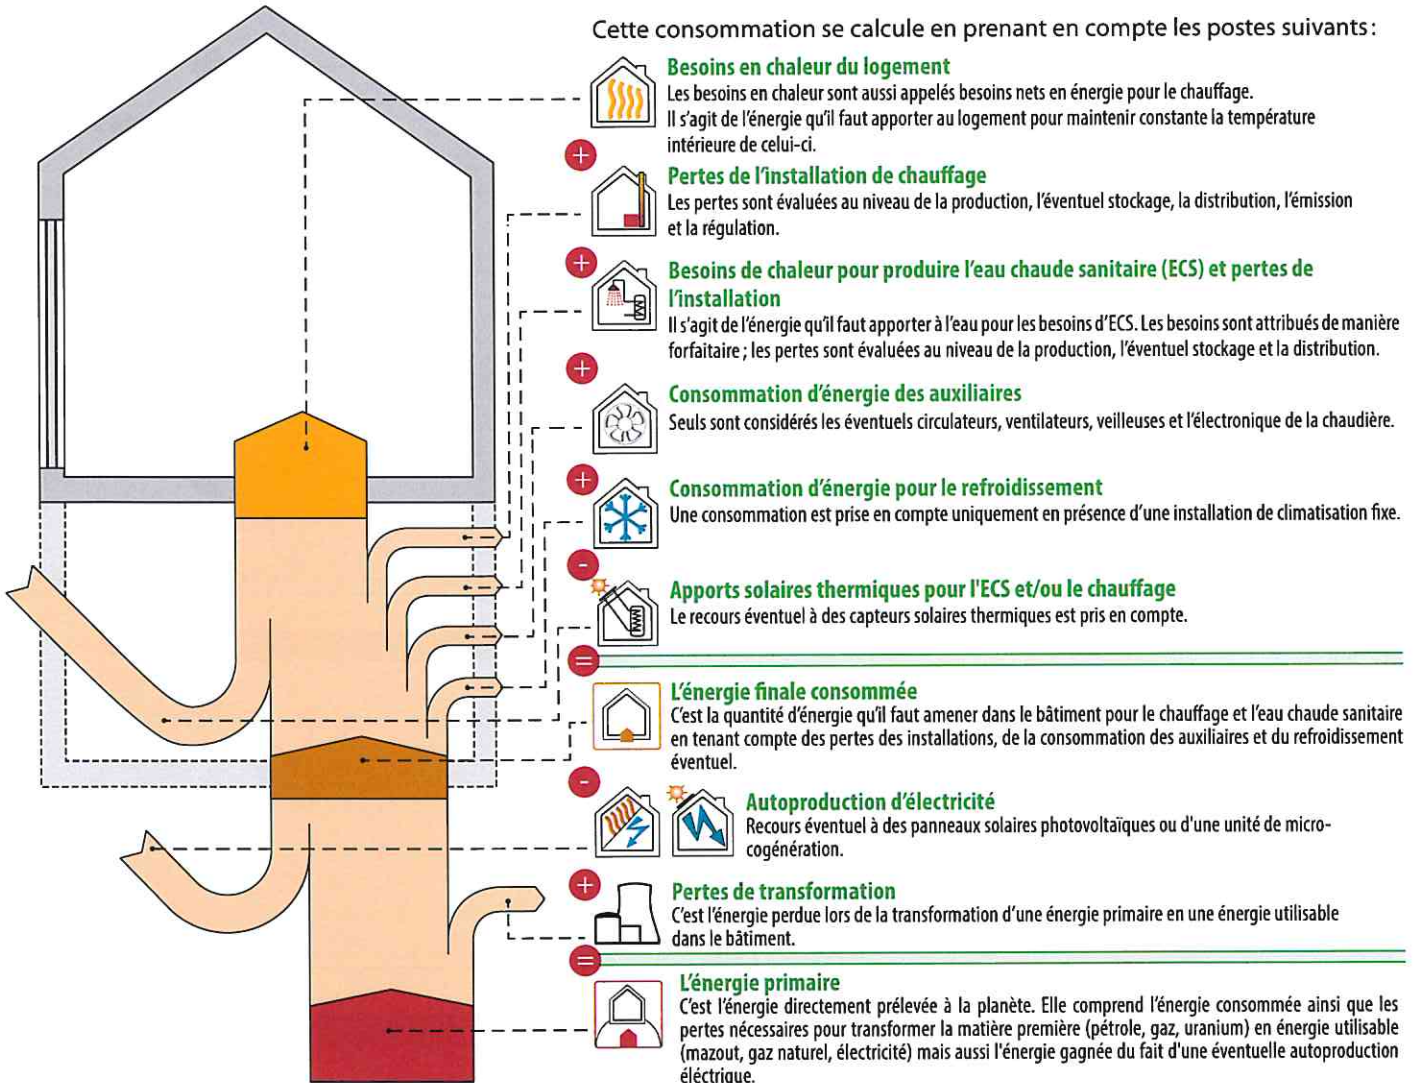 Cette consommation se calcule en prenant en compte les postes suivants :
Besoins en chaleur du logement
Les besoins en chaleur sont aussi appelés besoins nets en énergie pour le chauffage.
Il s'agit de l'énergie qu'il faut apporter au logement pour maintenir constante la température
intérieure de celui-ci.
+
Pertes de l'installation de chauffage
Les pertes sont évaluées au niveau de la production, l'éventuel stockage, la distribution, l'émission
et la régulation.
+
Besoins de chaleur pour produire l'eau chaude sanitaire (ECS) et pertes de
l'installation
Il s'agit de l'énergie qu'il faut apporter à l'eau pour les besoins d'ECS. Les besoins sont attribués de manière
forfaitaire ; les pertes sont évaluées au niveau de la production, l'éventuel stockage et la distribution.
+
Consommation d'énergie des auxiliaires
Seuls sont considérés les éventuels circulateurs, ventilateurs, veilleuses et l'électronique de la chaudière.
+
Consommation d'énergie pour le refroidissement
Une consommation est prise en compte uniquement en présence d'une installation de climatisation fixe.
-
Apports solaires thermiques pour l'ECS et/ou le chauffage
Le recours éventuel à des capteurs solaires thermiques est pris en compte.
=
L'énergie finale consommée
C'est la quantité d'énergie qu'il faut amener dans le bâtiment pour le chauffage et l'eau chaude sanitaire
en tenant compte des pertes des installations, de la consommation des auxiliaires et du refroidissement
éventuel.
-
Autoproduction d'électricité
Recours éventuel à des panneaux solaires photovoltaïques ou d'une unité de micro-
cogénération.
+
Pertes de transformation
C'est l'énergie perdue lors de la transformation d'une énergie primaire en une énergie utilisable
dans le bâtiment.
=
L'énergie primaire
C'est l'énergie directement prélevée à la planète. Elle comprend l'énergie consommée ainsi que les
pertes nécessaires pour transformer la matière première (pétrole, gaz, uranium) en énergie utilisable
(mazout, gaz naturel, électricité) mais aussi l'énergie gagnée du fait d'une éventuelle autoproduction
éléctrique.